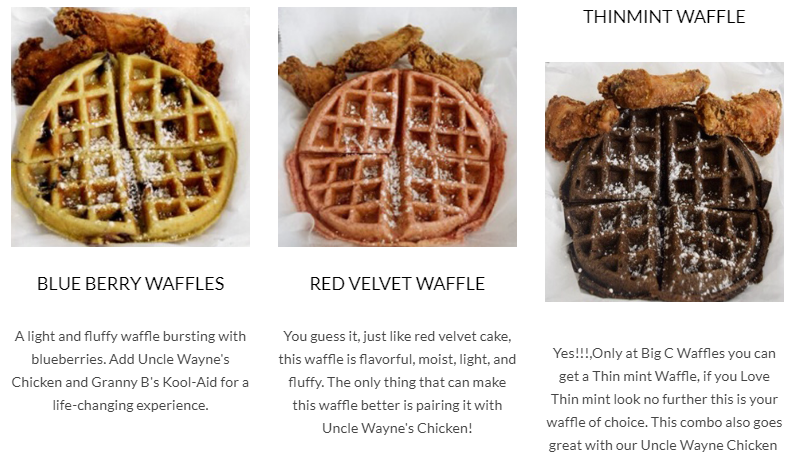 THINMINT WAFFLE
BLUE BERRY WAFFLES
A light and fluffy waffle bursting with
blueberries. Add Uncle Wayne's
Chicken and Granny B's Kool-Aid for a
life-changing experience.
RED VELVET WAFFLE
You guess it, just like red velvet cake,
this waffle is flavorful, moist, light, and
fluffy. The only thing that can make
this waffle better is pairing it with
Uncle Wayne's Chicken!
Yes!!!,Only at Big C Waffles you can
get a Thin mint Waffle, if you Love
Thin mint look no further this is your
waffle of choice. This combo also goes
great with our Uncle Wayne Chicken